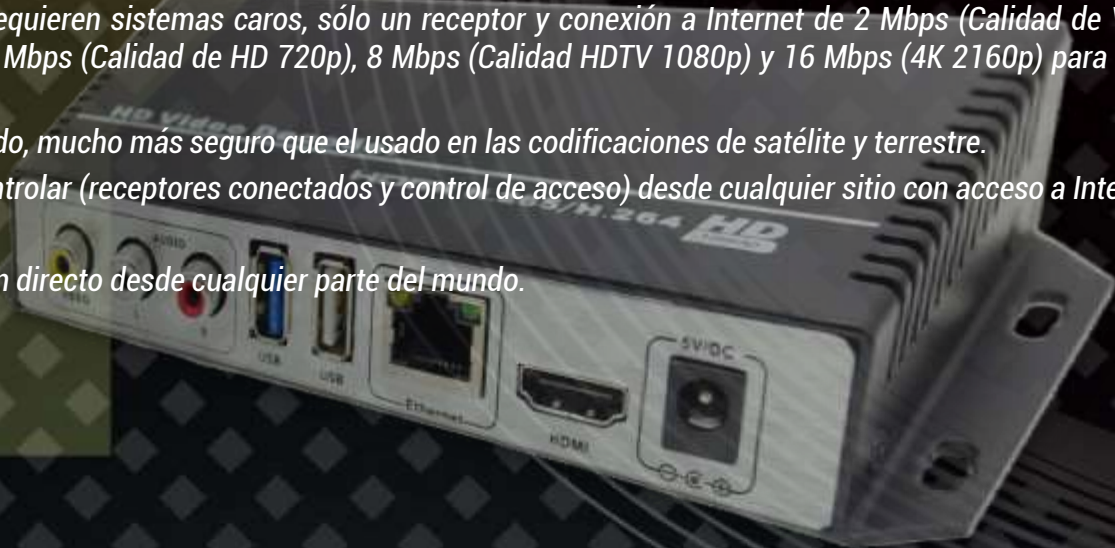 equieren sistemas caros, sólo un receptor y conexión a Internet de 2 Mbps (Calidad de
Mbps (Calidad de HD 720p), 8 Mbps (Calidad HDTV 1080p) y 16 Mbps (4K 2160p) para
do, mucho más seguro que el usado en las codificaciones de satélite y terrestre.
ntrolar (receptores conectados y control de acceso) desde cualquier sitio con acceso a Inte
n directo desde cualquier parte del mundo.
HD Video
/H.264 HD
AUDIO
VIDEO L R
USB
USB
Ethernet
HDMI
5V/DC